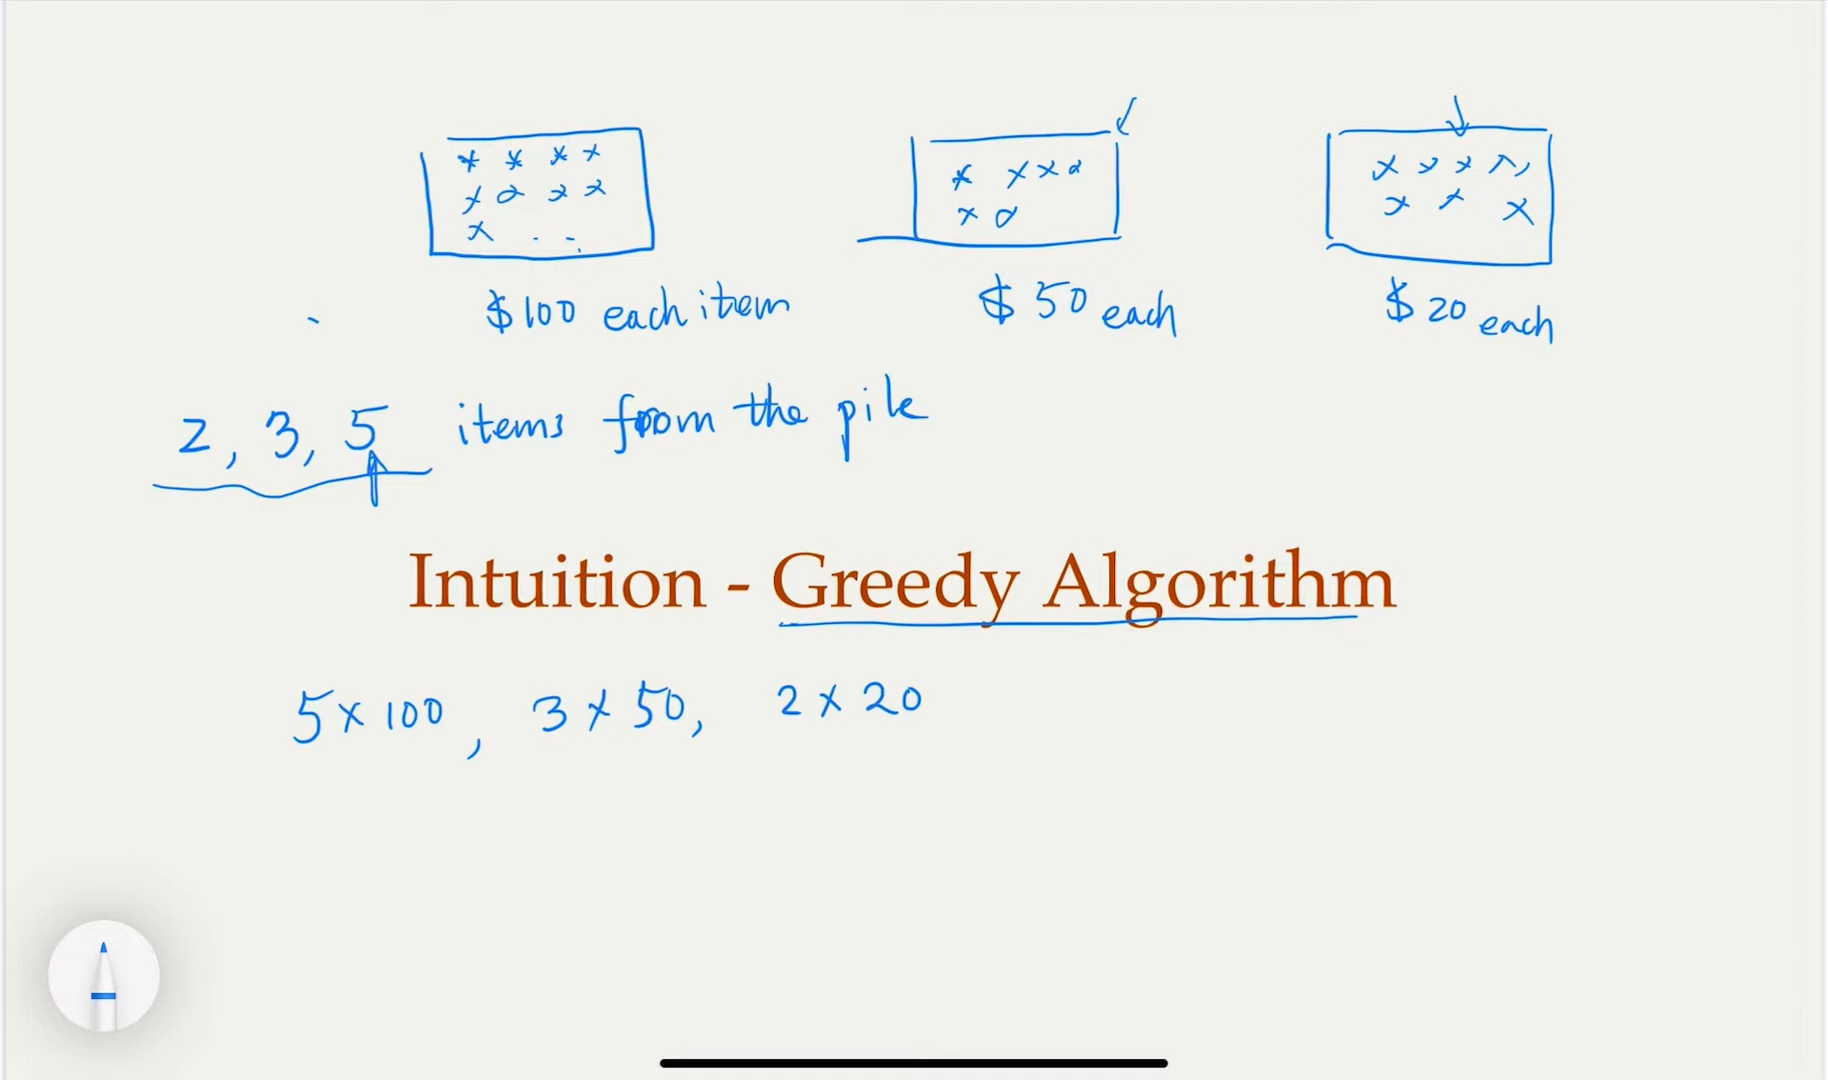 $100 each item
$50 each
$20 each
2, 3, 5 items from the pile
Intuition - Greedy Algorithm
5 x 100, 3 x 50, 2 x 20